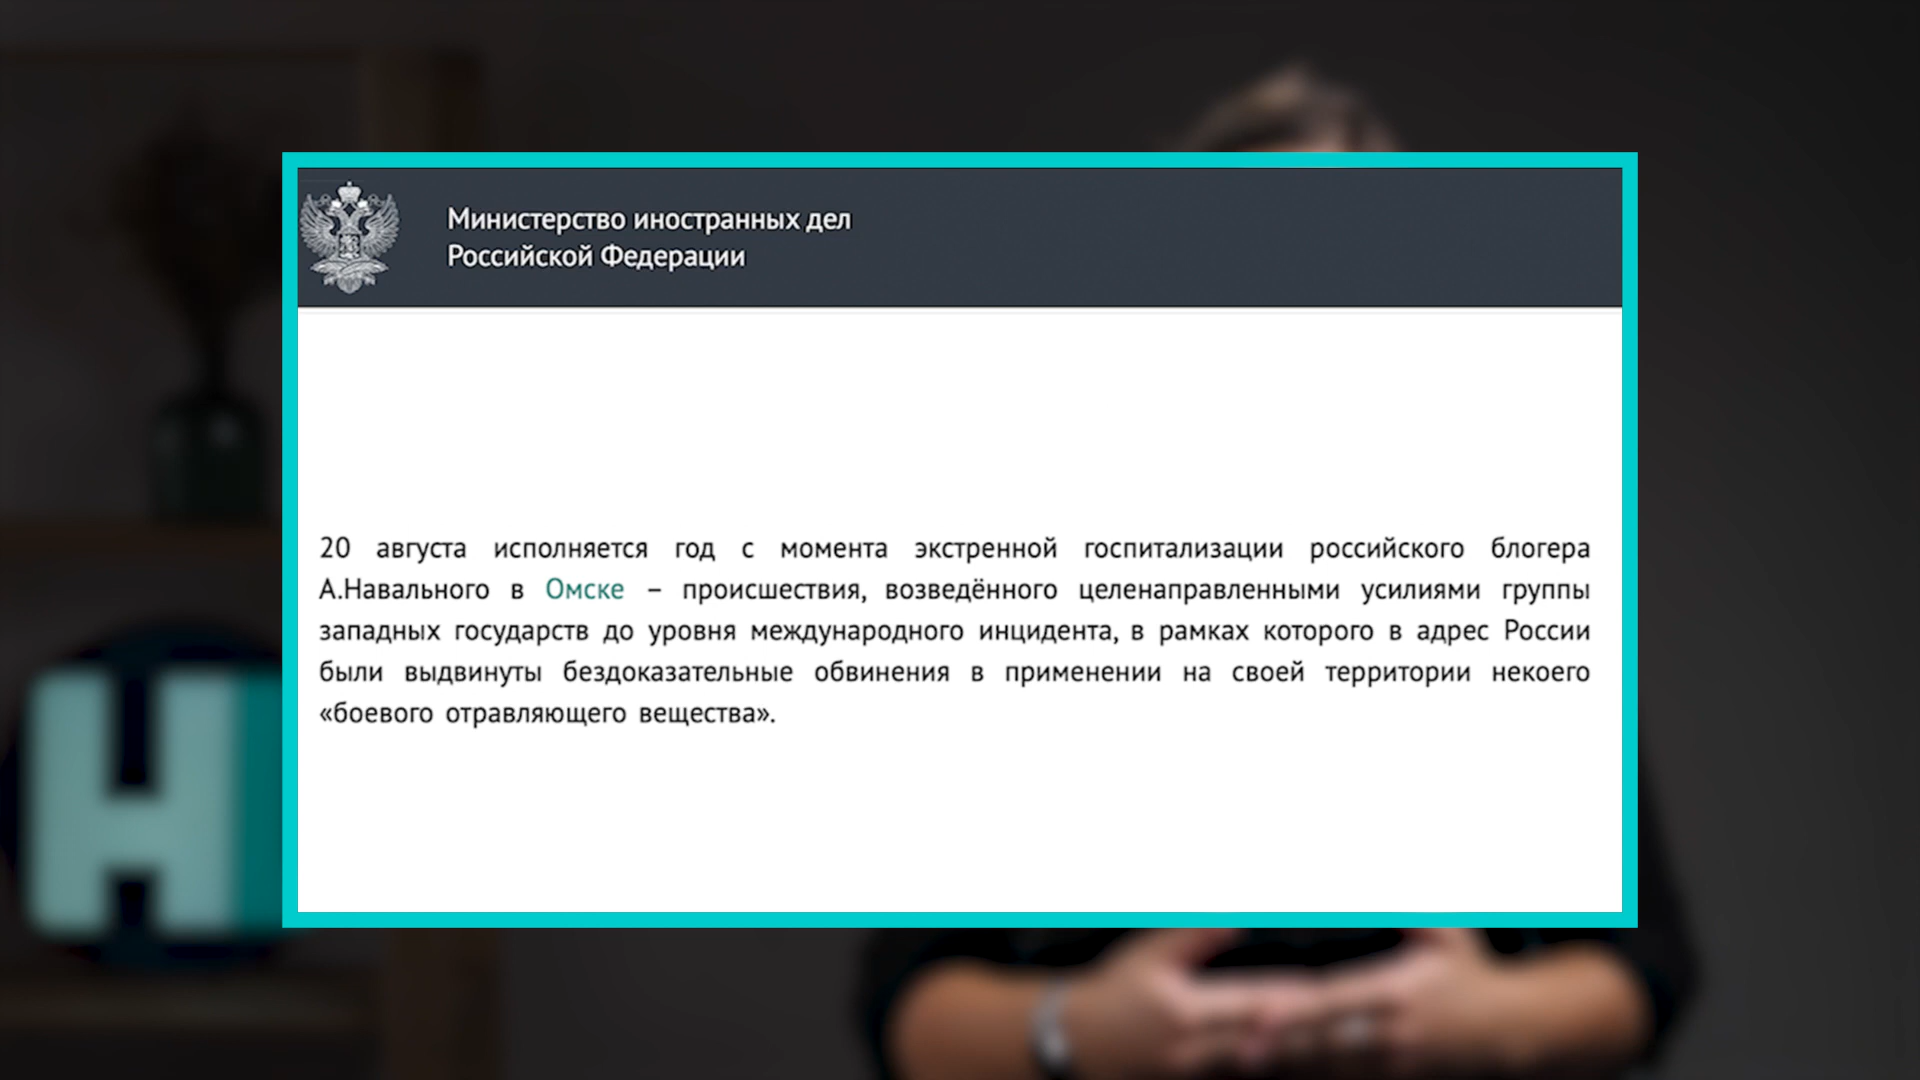 Министерство иностранных дел
Российской Федерации
20 августа исполняется год с момента экстренной госпитализации российского блогера
А.Навального в Омске – происшествия, возведённого целенаправленными усилиями группы
западных государств до уровня международного инцидента, в рамках которого в адрес России
были выдвинуты бездоказательные обвинения в применении на своей территории некоего
«боевого отравляющего вещества».
Н